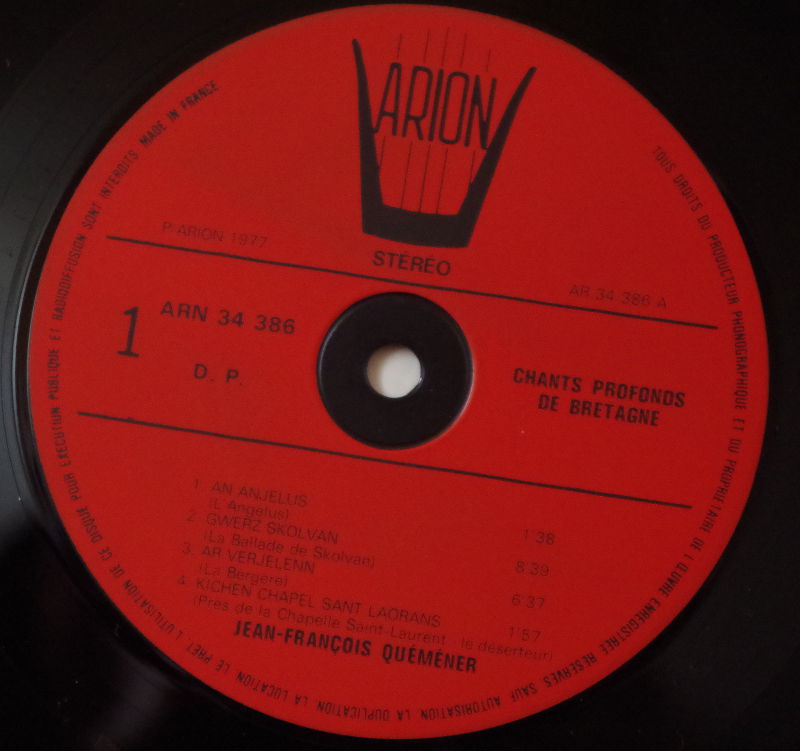 ARION
STÉRÉO
P ARION 1977
AR 34 386 A
1
ARN 34 386
D. P.
CHANTS PROFONDS
DE BRETAGNE
1. AN ANJELUS
(L'Angelus) 1'38
2. GWERZ SKOLVAN
(La Ballade de Skolvan) 8'39
3. AR VERJELENN
(La Bergère) 6'37
4. KICHEN CHAPEL SANT LAORANS
(Près de la Chapelle Saint-Laurent - le déserteur) 1'57
JEAN-FRANÇOIS QUÉMÉNER
TOUS DROITS DU PRODUCTEUR PHONOGRAPHIQUE ET DU PROPRIÉTAIRE DE L'ŒUVRE ENREGISTRÉE RÉSERVÉS SAUF AUTORISATION, LA DUPLICATION, LA LOCATION, LE PRÊT, L'UTILISATION DE CE DISQUE POUR EXECUTION PUBLIQUE ET RADIODIFFUSION SONT INTERDITS. MADE IN FRANCE